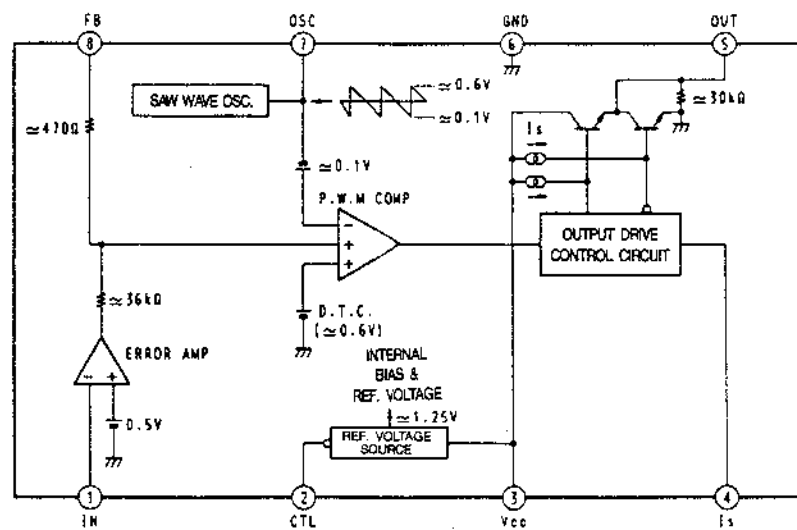 FB
OSC
GND
OUT
8
7
6
5
SAW WAVE OSC.
≃0.6V
≃0.1V
≃30kΩ
≃470Ω
Is
≃0.1V
P.W.M COMP
−
+
+
OUTPUT DRIVE
CONTROL CIRCUIT
≃36kΩ
D.T.C.
(≃0.6V)
ERROR AMP
− +
0.5V
INTERNAL
BIAS &
REF. VOLTAGE
≃1.25V
REF. VOLTAGE
SOURCE
1
2
3
4
IN
CTL
Vcc
Is